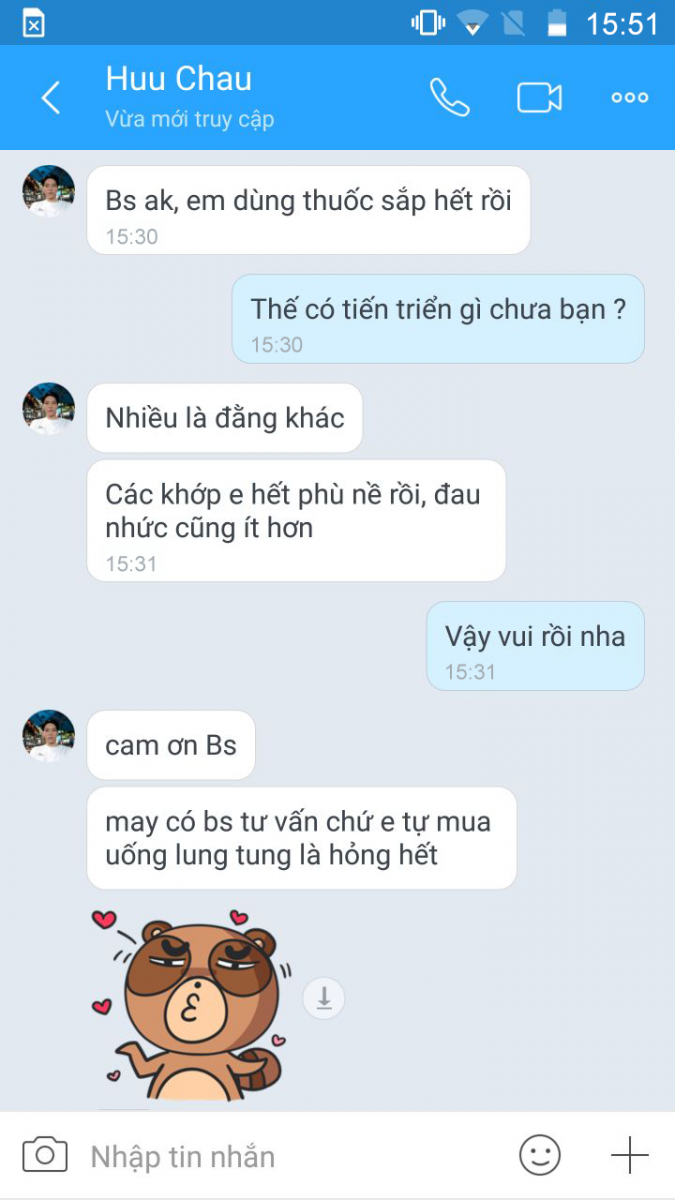 15:51
Huu Chau
Vừa mới truy cập
Bs ak, em dùng thuốc sắp hết rồi
15:30
Thế có tiến triển gì chưa bạn ?
15:30
Nhiều là đằng khác
Các khớp e hết phù nề rồi, đau
nhức cũng ít hơn
15:31
Vậy vui rồi nha
15:31
cam ơn Bs
may có bs tư vấn chứ e tự mua
uống lung tung là hỏng hết
Nhập tin nhắn